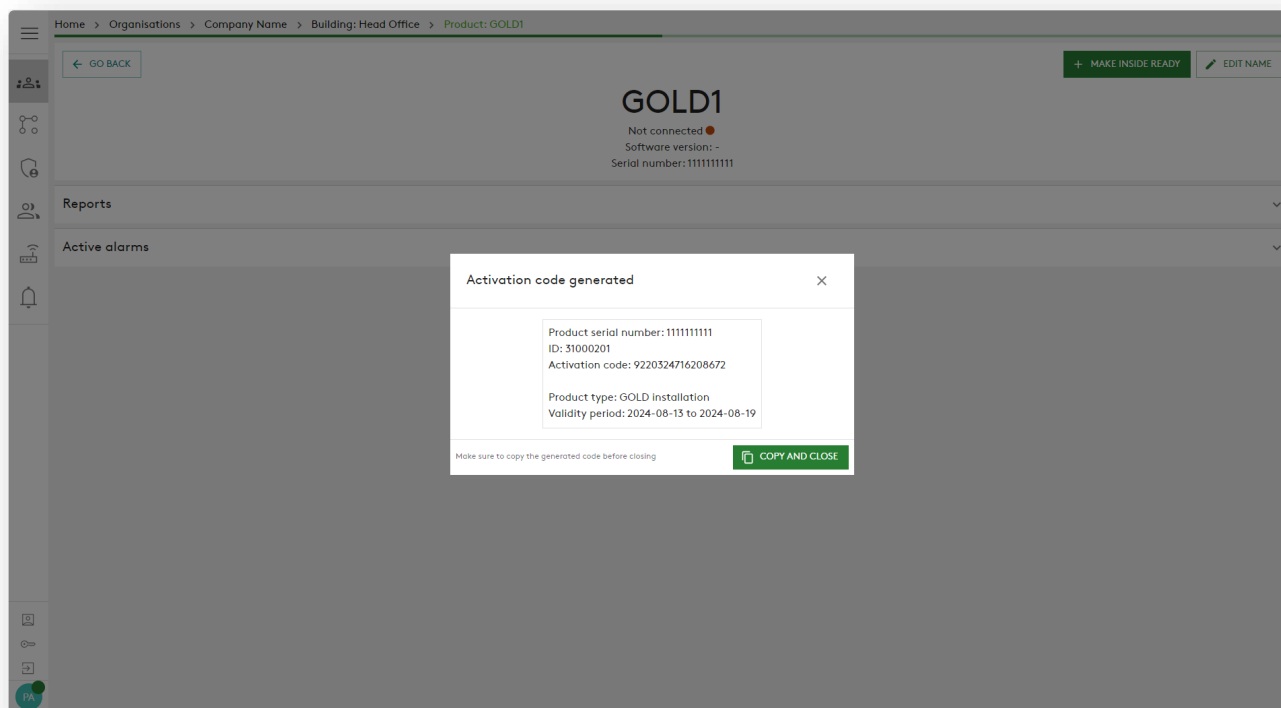 Home > Organisations > Company Name > Building: Head Office > Product: GOLD1
GO BACK
MAKE INSIDE READY
EDIT NAME
GOLD1
Not connected
Software version: -
Serial number: 1111111111
Reports
Active alarms
Activation code generated
Product serial number: 1111111111
ID: 31000201
Activation code: 9220324716208672
Product type: GOLD installation
Validity period: 2024-08-13 to 2024-08-19
Make sure to copy the generated code before closing
COPY AND CLOSE
PA